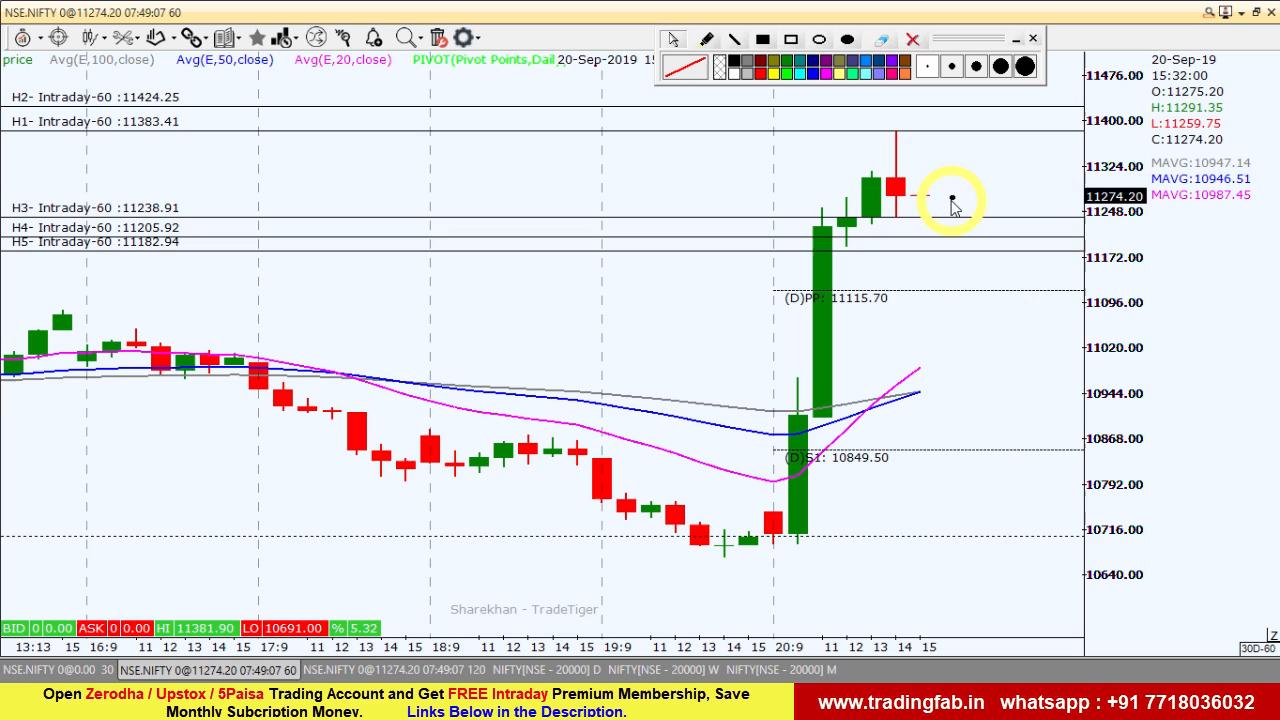 NSE.NIFTY 0@11274.20 07:49:07 60
price Avg(E,100,close) Avg(E,50,close) Avg(E,20,close) PIVOT(Pivot Points,Dail 20-Sep-2019 15
H2- Intraday-60 :11424.25
H1- Intraday-60 :11383.41
H3- Intraday-60 :11238.91
H4- Intraday-60 :11205.92
H5- Intraday-60 :11182.94
(D)PP: 11115.70
(D)S1: 10849.50
11476.00
11400.00
11324.00
11274.20
11248.00
11172.00
11096.00
11020.00
10944.00
10868.00
10792.00
10716.00
10640.00
20-Sep-19
15:32:00
O:11275.20
H:11291.35
L:11259.75
C:11274.20
MAVG:10947.14
MAVG:10946.51
MAVG:10987.45
Sharekhan - TradeTiger
BID 0 0.00 ASK 0 0.00 HI 11381.90 LO 10691.00 % 5.32
Z
13:13 15 16:9 11 12 13 14 15 17:9 11 12 13 14 15 18:9 11 12 13 14 15 19:9 11 12 13 14 15 20:9 11 12 13 14 15
30D-60
NSE.NIFTY 0@0.00 30 NSE.NIFTY 0@11274.20 07:49:07 60 NSE.NIFTY 0@11274.20 07:49:07 120 NIFTY[NSE - 20000] D NIFTY[NSE - 20000] W NIFTY[NSE - 20000] M
Open Zerodha / Upstox / 5Paisa Trading Account and Get FREE Intraday Premium Membership, Save
Monthly Subcription Money. Links Below in the Description.
www.tradingfab.in whatsapp : +91 7718036032